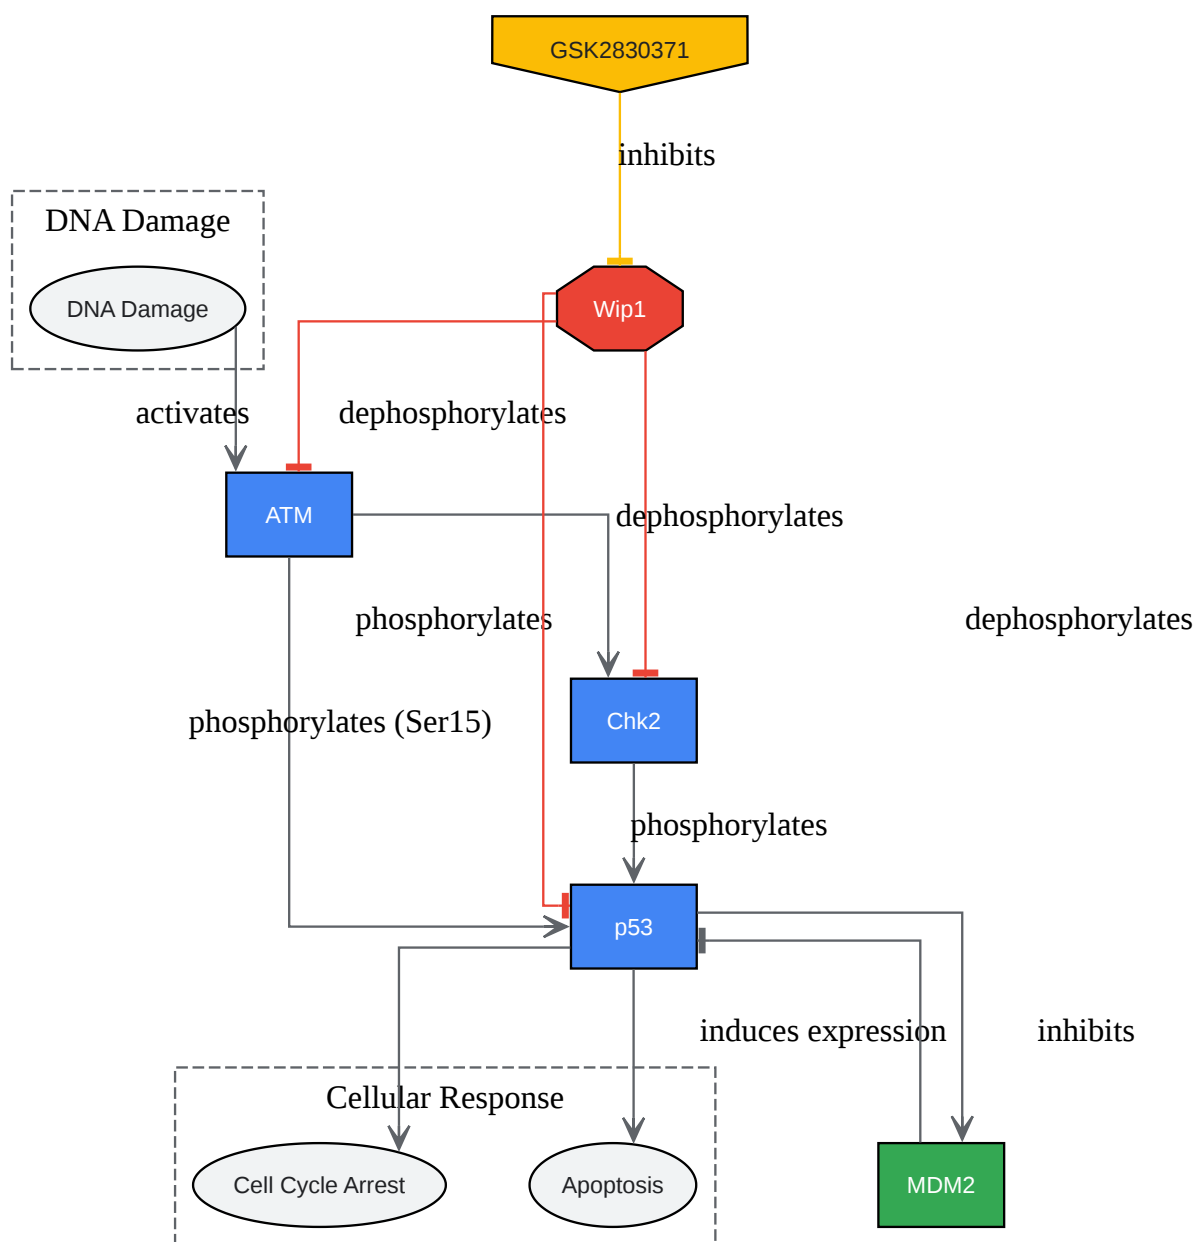 GSK2830371
inhibits
DNA Damage
DNA Damage
Wip1
activates
dephosphorylates
ATM
dephosphorylates
phosphorylates
dephosphorylates
phosphorylates (Ser15)
Chk2
phosphorylates
p53
induces expression
inhibits
Cellular Response
Cell Cycle Arrest
Apoptosis
MDM2